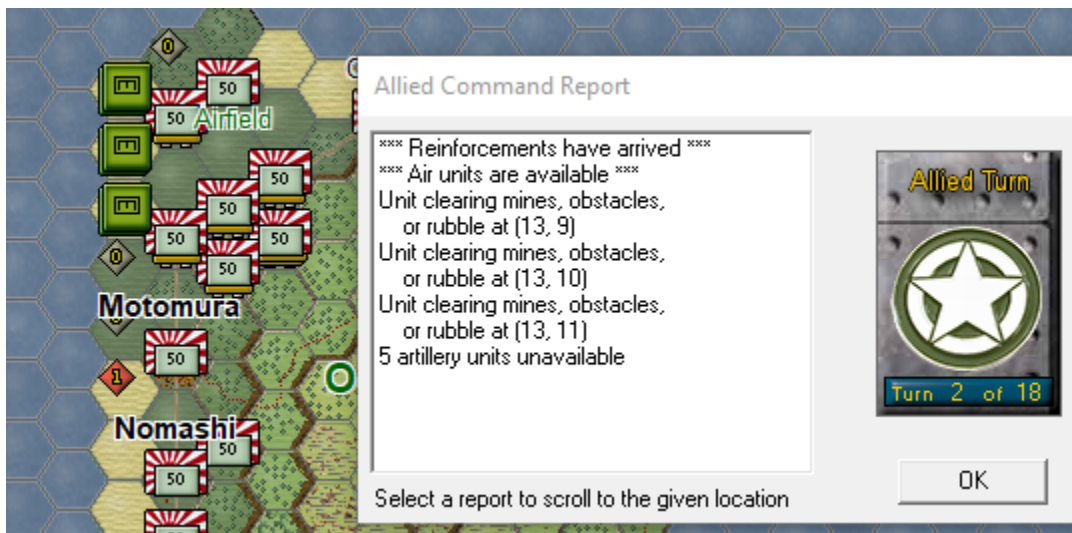 0
50
50
Airfield
50
50
50
50
50
0
Motomura
50
1
Nomashi
50
50
O
Allied Command Report
*** Reinforcements have arrived ***
*** Air units are available ***
Unit clearing mines, obstacles,
or rubble at (13, 9)
Unit clearing mines, obstacles,
or rubble at (13, 10)
Unit clearing mines, obstacles,
or rubble at (13, 11)
5 artillery units unavailable
Select a report to scroll to the given location
Allied Turn
Turn 2 of 18
OK